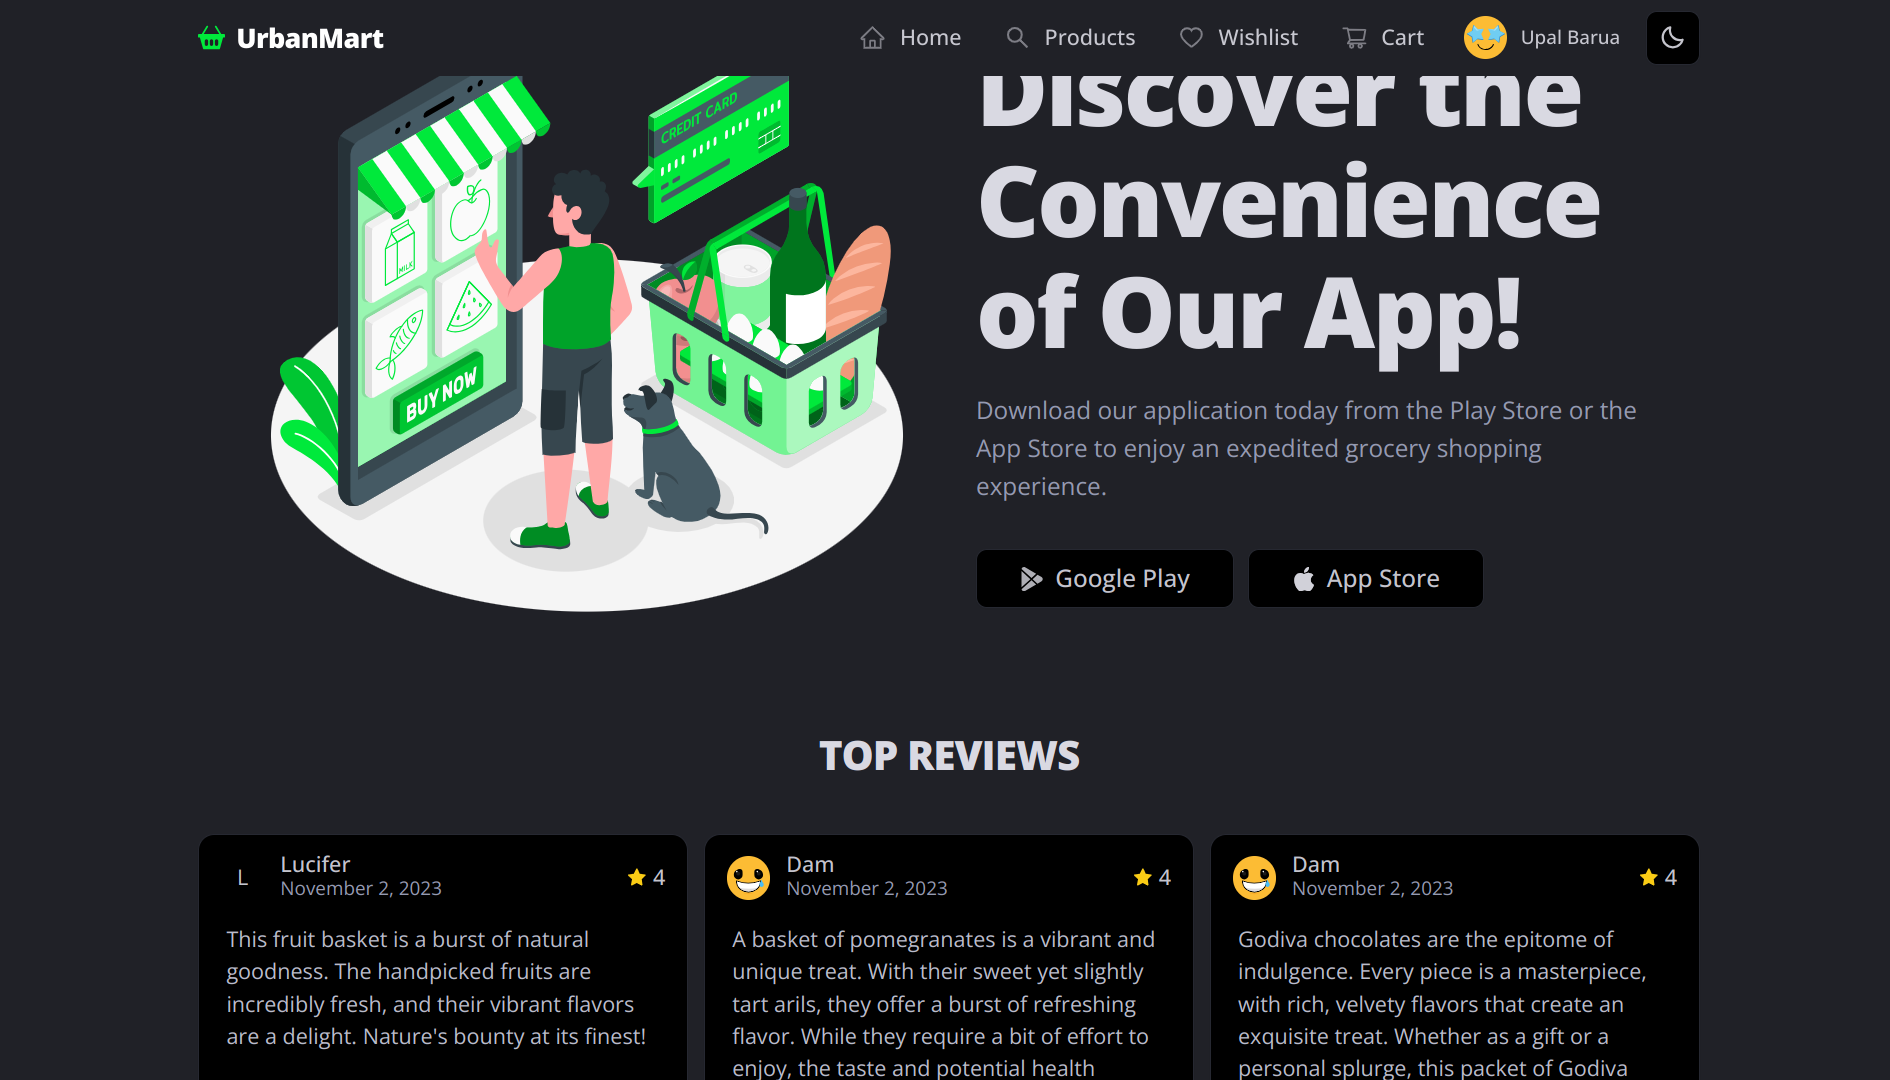 UrbanMart
Home
Products
Wishlist
Cart
Upal Barua
CREDIT CARD
MILK
BUY NOW
Discover the
Convenience
of Our App!
Download our application today from the Play Store or the
App Store to enjoy an expedited grocery shopping
experience.
Google Play
App Store
TOP REVIEWS
L
Lucifer
November 2, 2023
4
This fruit basket is a burst of natural
goodness. The handpicked fruits are
incredibly fresh, and their vibrant flavors
are a delight. Nature's bounty at its finest!
Dam
November 2, 2023
4
A basket of pomegranates is a vibrant and
unique treat. With their sweet yet slightly
tart arils, they offer a burst of refreshing
flavor. While they require a bit of effort to
enjoy, the taste and potential health
Dam
November 2, 2023
4
Godiva chocolates are the epitome of
indulgence. Every piece is a masterpiece,
with rich, velvety flavors that create an
exquisite treat. Whether as a gift or a
personal splurge, this packet of Godiva